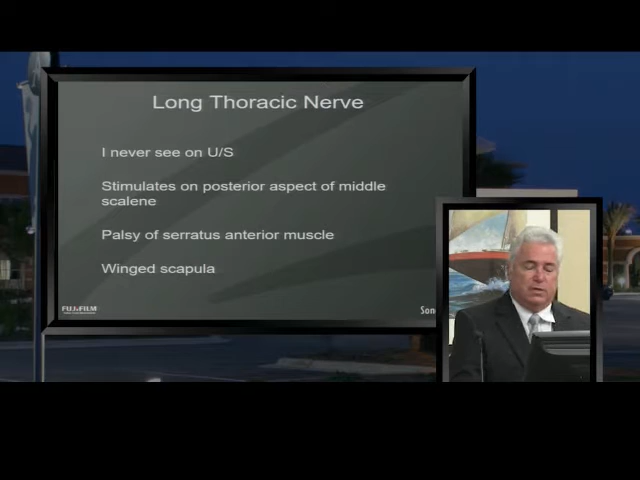 Long Thoracic Nerve
I never see on U/S
Stimulates on posterior aspect of middle
scalene
Palsy of serratus anterior muscle
Winged scapula
FUJIFILM